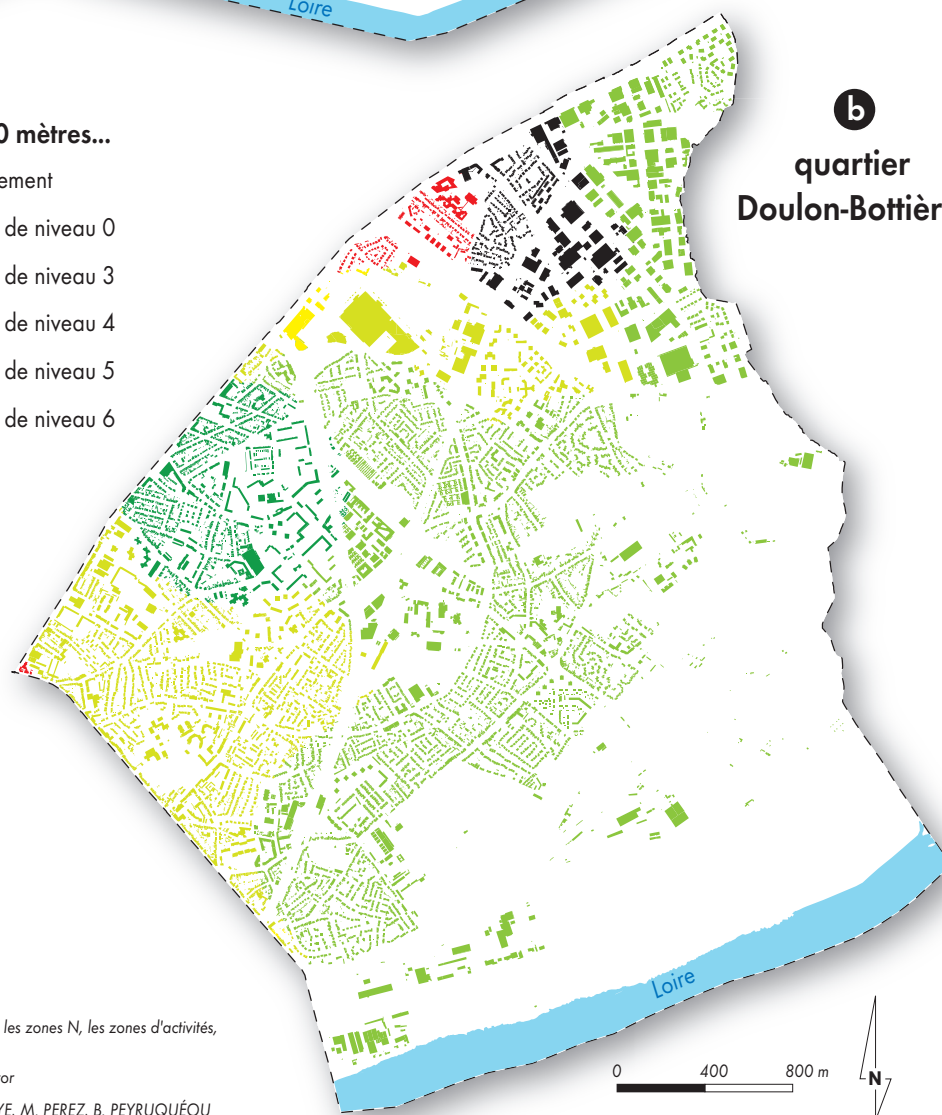 Loire
0 mètres...
ement
de niveau 0
de niveau 3
de niveau 4
de niveau 5
de niveau 6
b
quartier
Doulon-Bottièr
Loire
les zones N, les zones d'activités,
or
YE, M. PEREZ, B. PEYRUQUÉOU
0 400 800 m
N